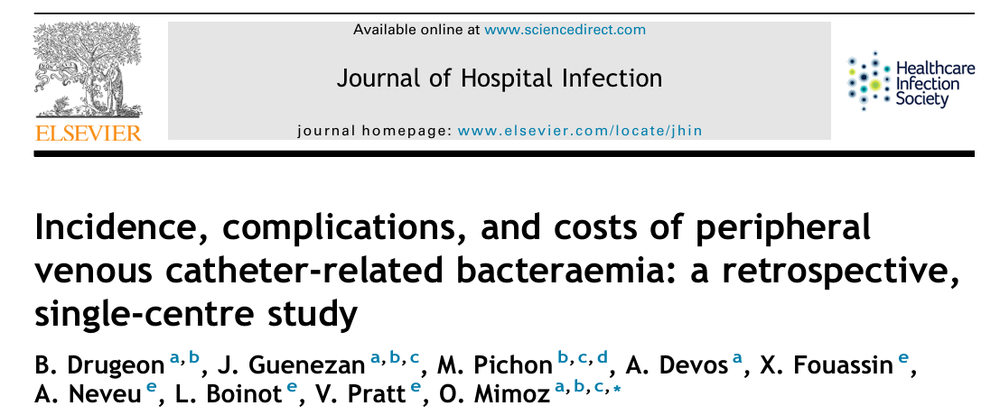 Available online at www.sciencedirect.com
Journal of Hospital Infection
journal homepage: www.elsevier.com/locate/jhin
ELSEVIER
Healthcare
Infection
Society
Incidence, complications, and costs of peripheral
venous catheter-related bacteraemia: a retrospective,
single-centre study
B. Drugeon a,b, J. Guenezan a,b,c, M. Pichon b,c,d, A. Devos a, X. Fouassin e,
A. Neveu e, L. Boinot e, V. Pratt e, O. Mimoz a,b,c,*